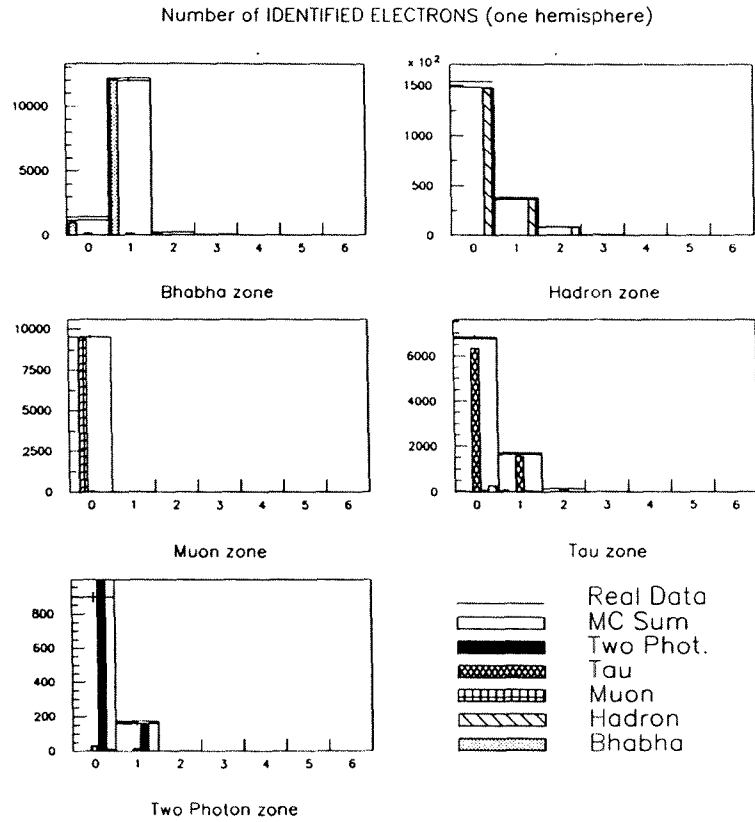 Number of IDENTIFIED ELECTRONS (one hemisphere)
10000
5000
0
0 1 2 3 4 5 6
Bhabha zone
x 10²
1500
1000
500
0
0 1 2 3 4 5 6
Hadron zone
10000
7500
5000
2500
0
0 1 2 3 4 5 6
Muon zone
6000
4000
2000
0
0 1 2 3 4 5 6
Tau zone
800
600
400
200
0
0 1 2 3 4 5 6
Two Photon zone
Real Data
MC Sum
Two Phot.
Tau
Muon
Hadron
Bhabha